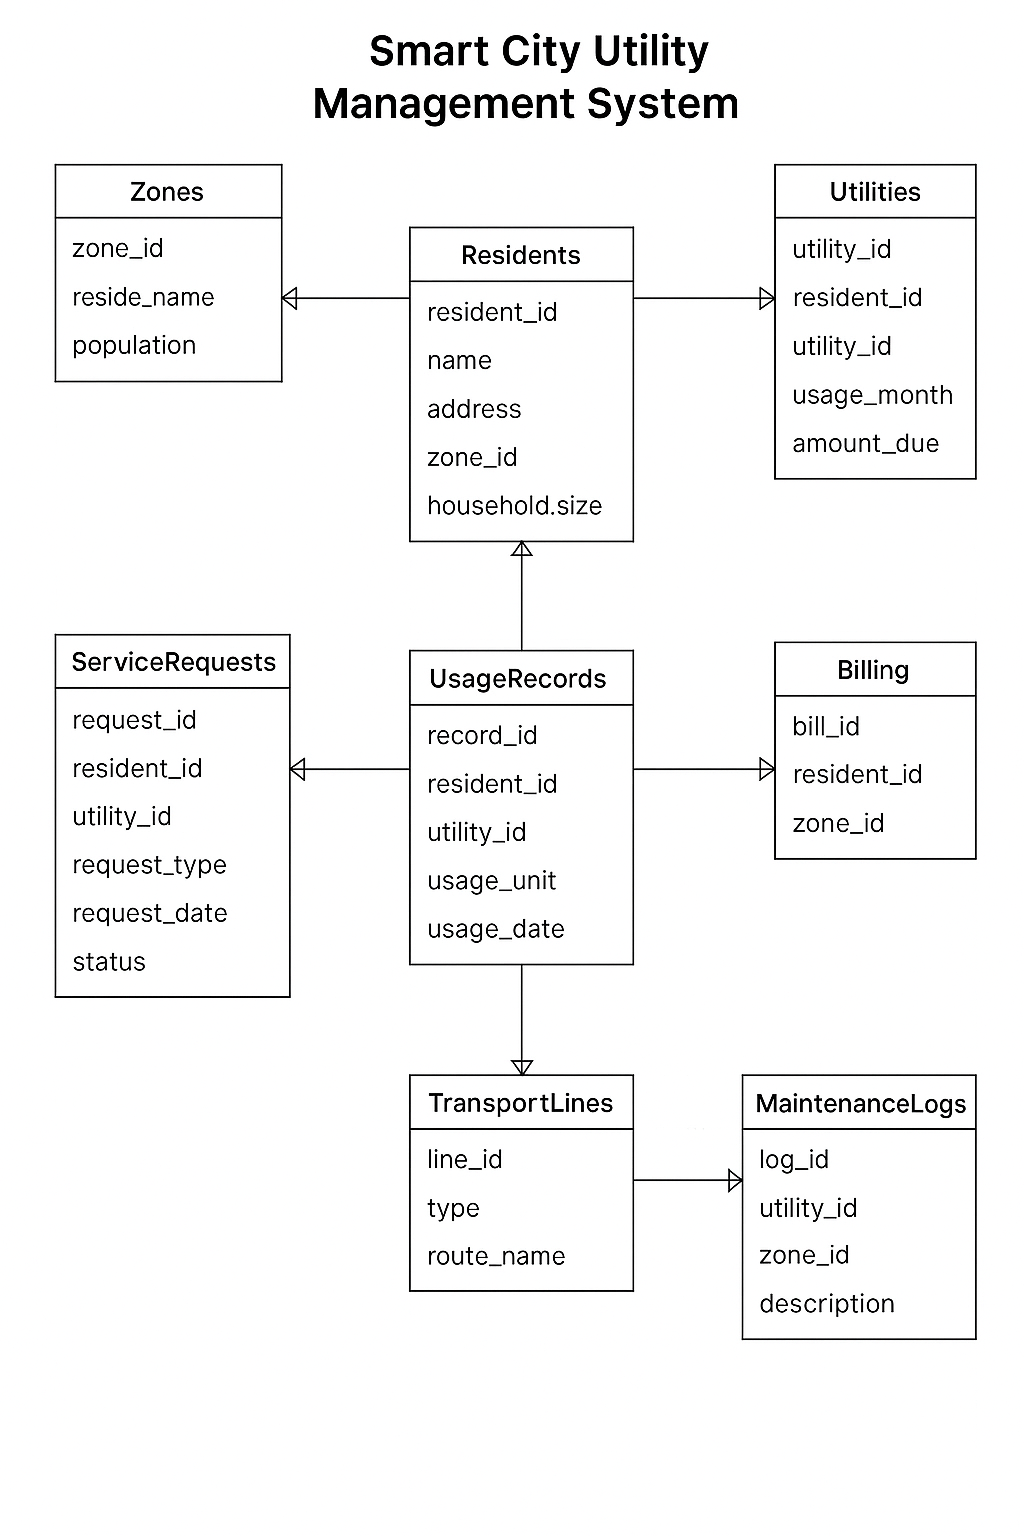 Smart City Utility
Management System
Zones
zone_id
reside_name
population
Residents
resident_id
name
address
zone_id
household.size
Utilities
utility_id
resident_id
utility_id
usage_month
amount_due
ServiceRequests
request_id
resident_id
utility_id
request_type
request_date
status
UsageRecords
record_id
resident_id
utility_id
usage_unit
usage_date
Billing
bill_id
resident_id
zone_id
TransportLines
line_id
type
route_name
MaintenanceLogs
log_id
utility_id
zone_id
description